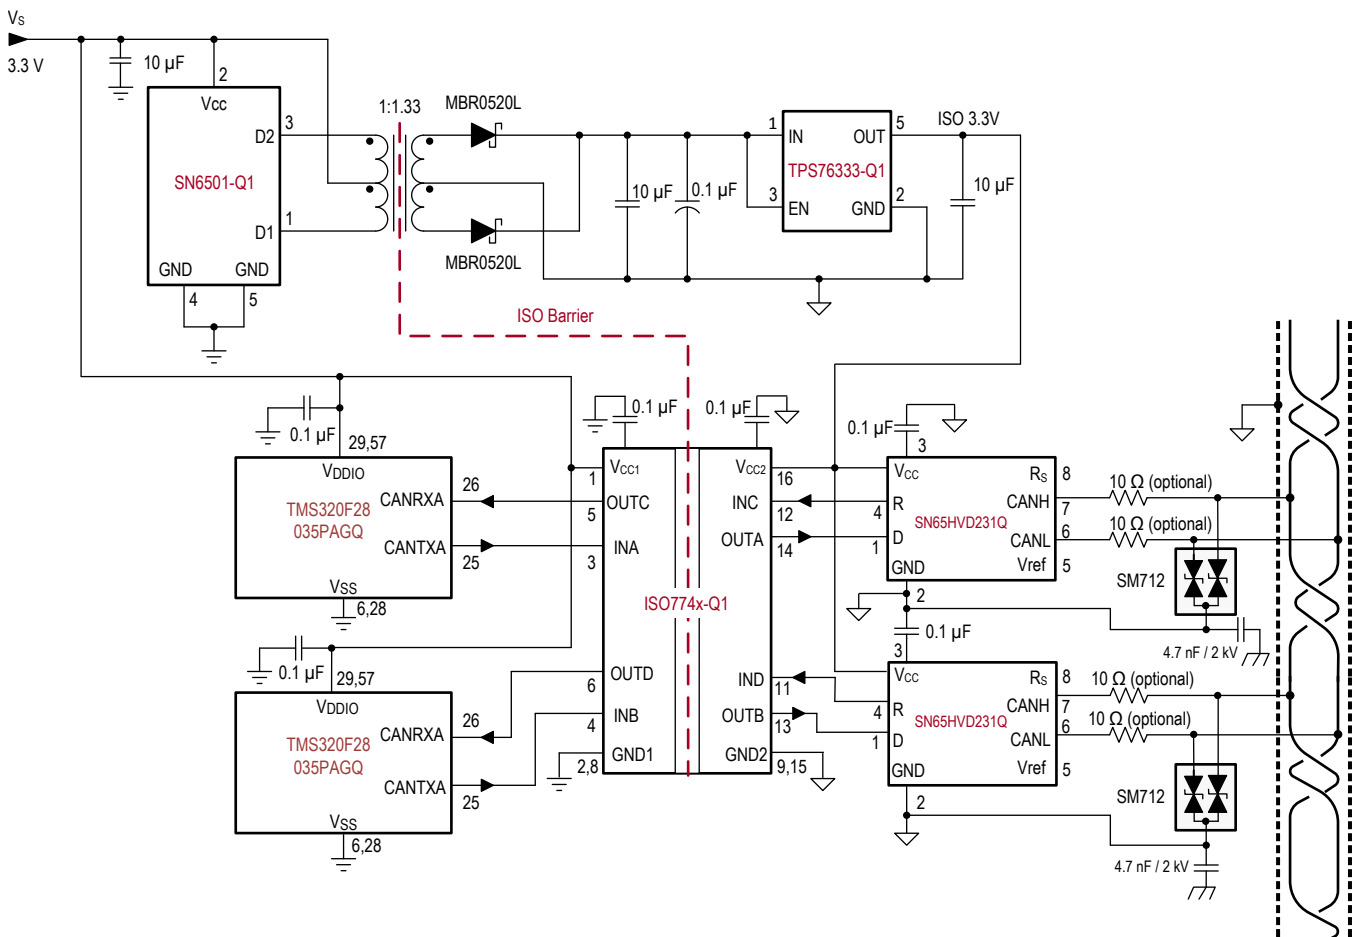 VS
3.3 V
10 µF
2
Vcc
D2
3
SN6501-Q1
D1
1
GND
GND
4
5
1:1.33
MBR0520L
MBR0520L
10 µF
0.1 µF
1
IN
OUT
5
TPS76333-Q1
3
EN
GND
2
ISO 3.3V
10 µF
ISO Barrier
0.1 µF
29,57
VDDIO
TMS320F28
035PAGQ
CANRXA
26
CANTXA
25
VSS
6,28
0.1 µF
29,57
VDDIO
TMS320F28
035PAGQ
CANRXA
26
CANTXA
25
VSS
6,28
0.1 µF
0.1 µF
VCC1
1
OUTC
5
INA
3
ISO774x-Q1
OUTD
6
INB
4
GND1
2,8
VCC2
16
INC
12
OUTA
14
IND
11
OUTB
13
GND2
9,15
0.1 µF
3
VCC
RS
8
R
4
CANH
7
SN65HVD231Q
D
1
CANL
6
GND
2
Vref
5
10 Ω (optional)
10 Ω (optional)
SM712
4.7 nF / 2 kV
0.1 µF
3
VCC
RS
8
R
4
CANH
7
SN65HVD231Q
D
1
CANL
6
GND
2
Vref
5
10 Ω (optional)
10 Ω (optional)
SM712
4.7 nF / 2 kV